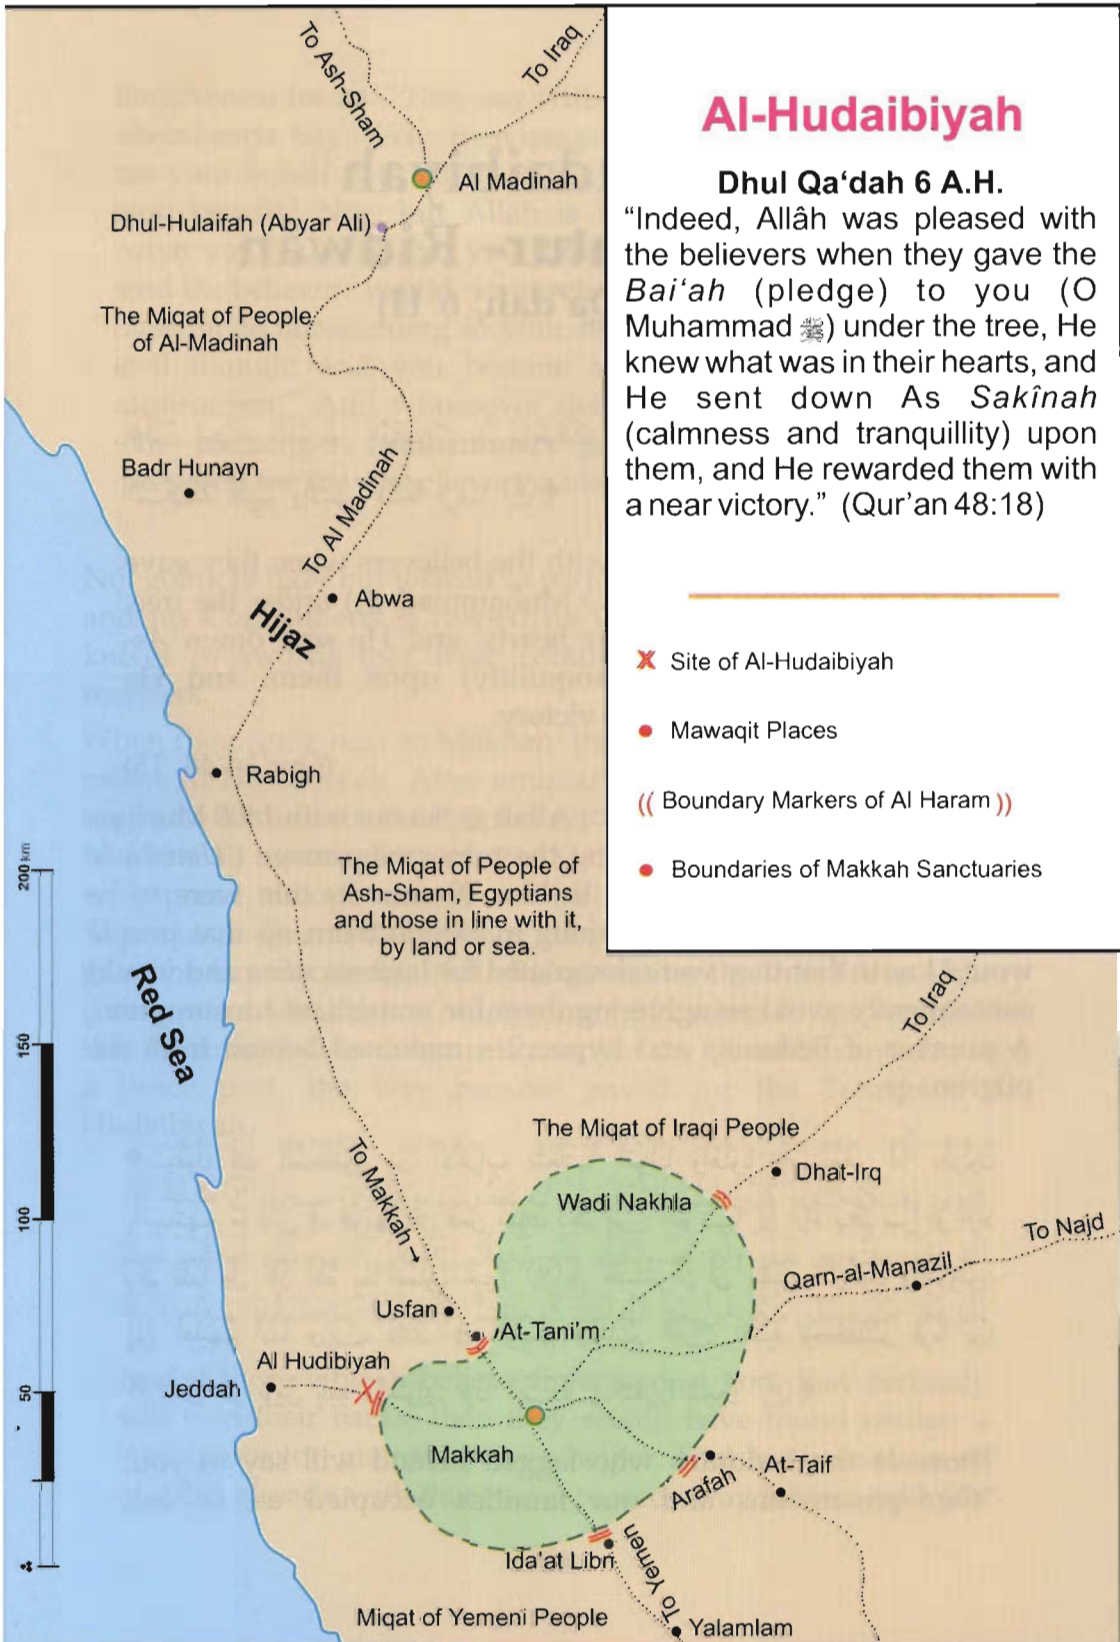 To Ash-Sham
To Iraq
Al Madinah
Dhul-Hulaifah (Abyar Ali)
The Miqat of People
of Al-Madinah
Badr Hunayn
To Al Madinah
Abwa
Hijaz
Rabigh
The Miqat of People of
Ash-Sham, Egyptians
and those in line with it,
by land or sea.
Red Sea
200 km
150
100
50
To Makkah →
To Iraq
The Miqat of Iraqi People
Dhat-Irq
Wadi Nakhla
To Najd
Qarn-al-Manazil
Usfan
At-Tani'm
Al Hudibiyah
Jeddah
Makkah
Arafah
At-Taif
Ida'at Libn
To Yemen
Miqat of Yemeni People
Yalamlam
Al-Hudaibiyah
Dhul Qa‘dah 6 A.H.
“Indeed, Allâh was pleased with
the believers when they gave the
Bai‘ah (pledge) to you (O
Muhammad ﷺ) under the tree, He
knew what was in their hearts, and
He sent down As Sakînah
(calmness and tranquillity) upon
them, and He rewarded them with
a near victory.” (Qur’an 48:18)
Site of Al-Hudaibiyah
Mawaqit Places
(( Boundary Markers of Al Haram ))
Boundaries of Makkah Sanctuaries